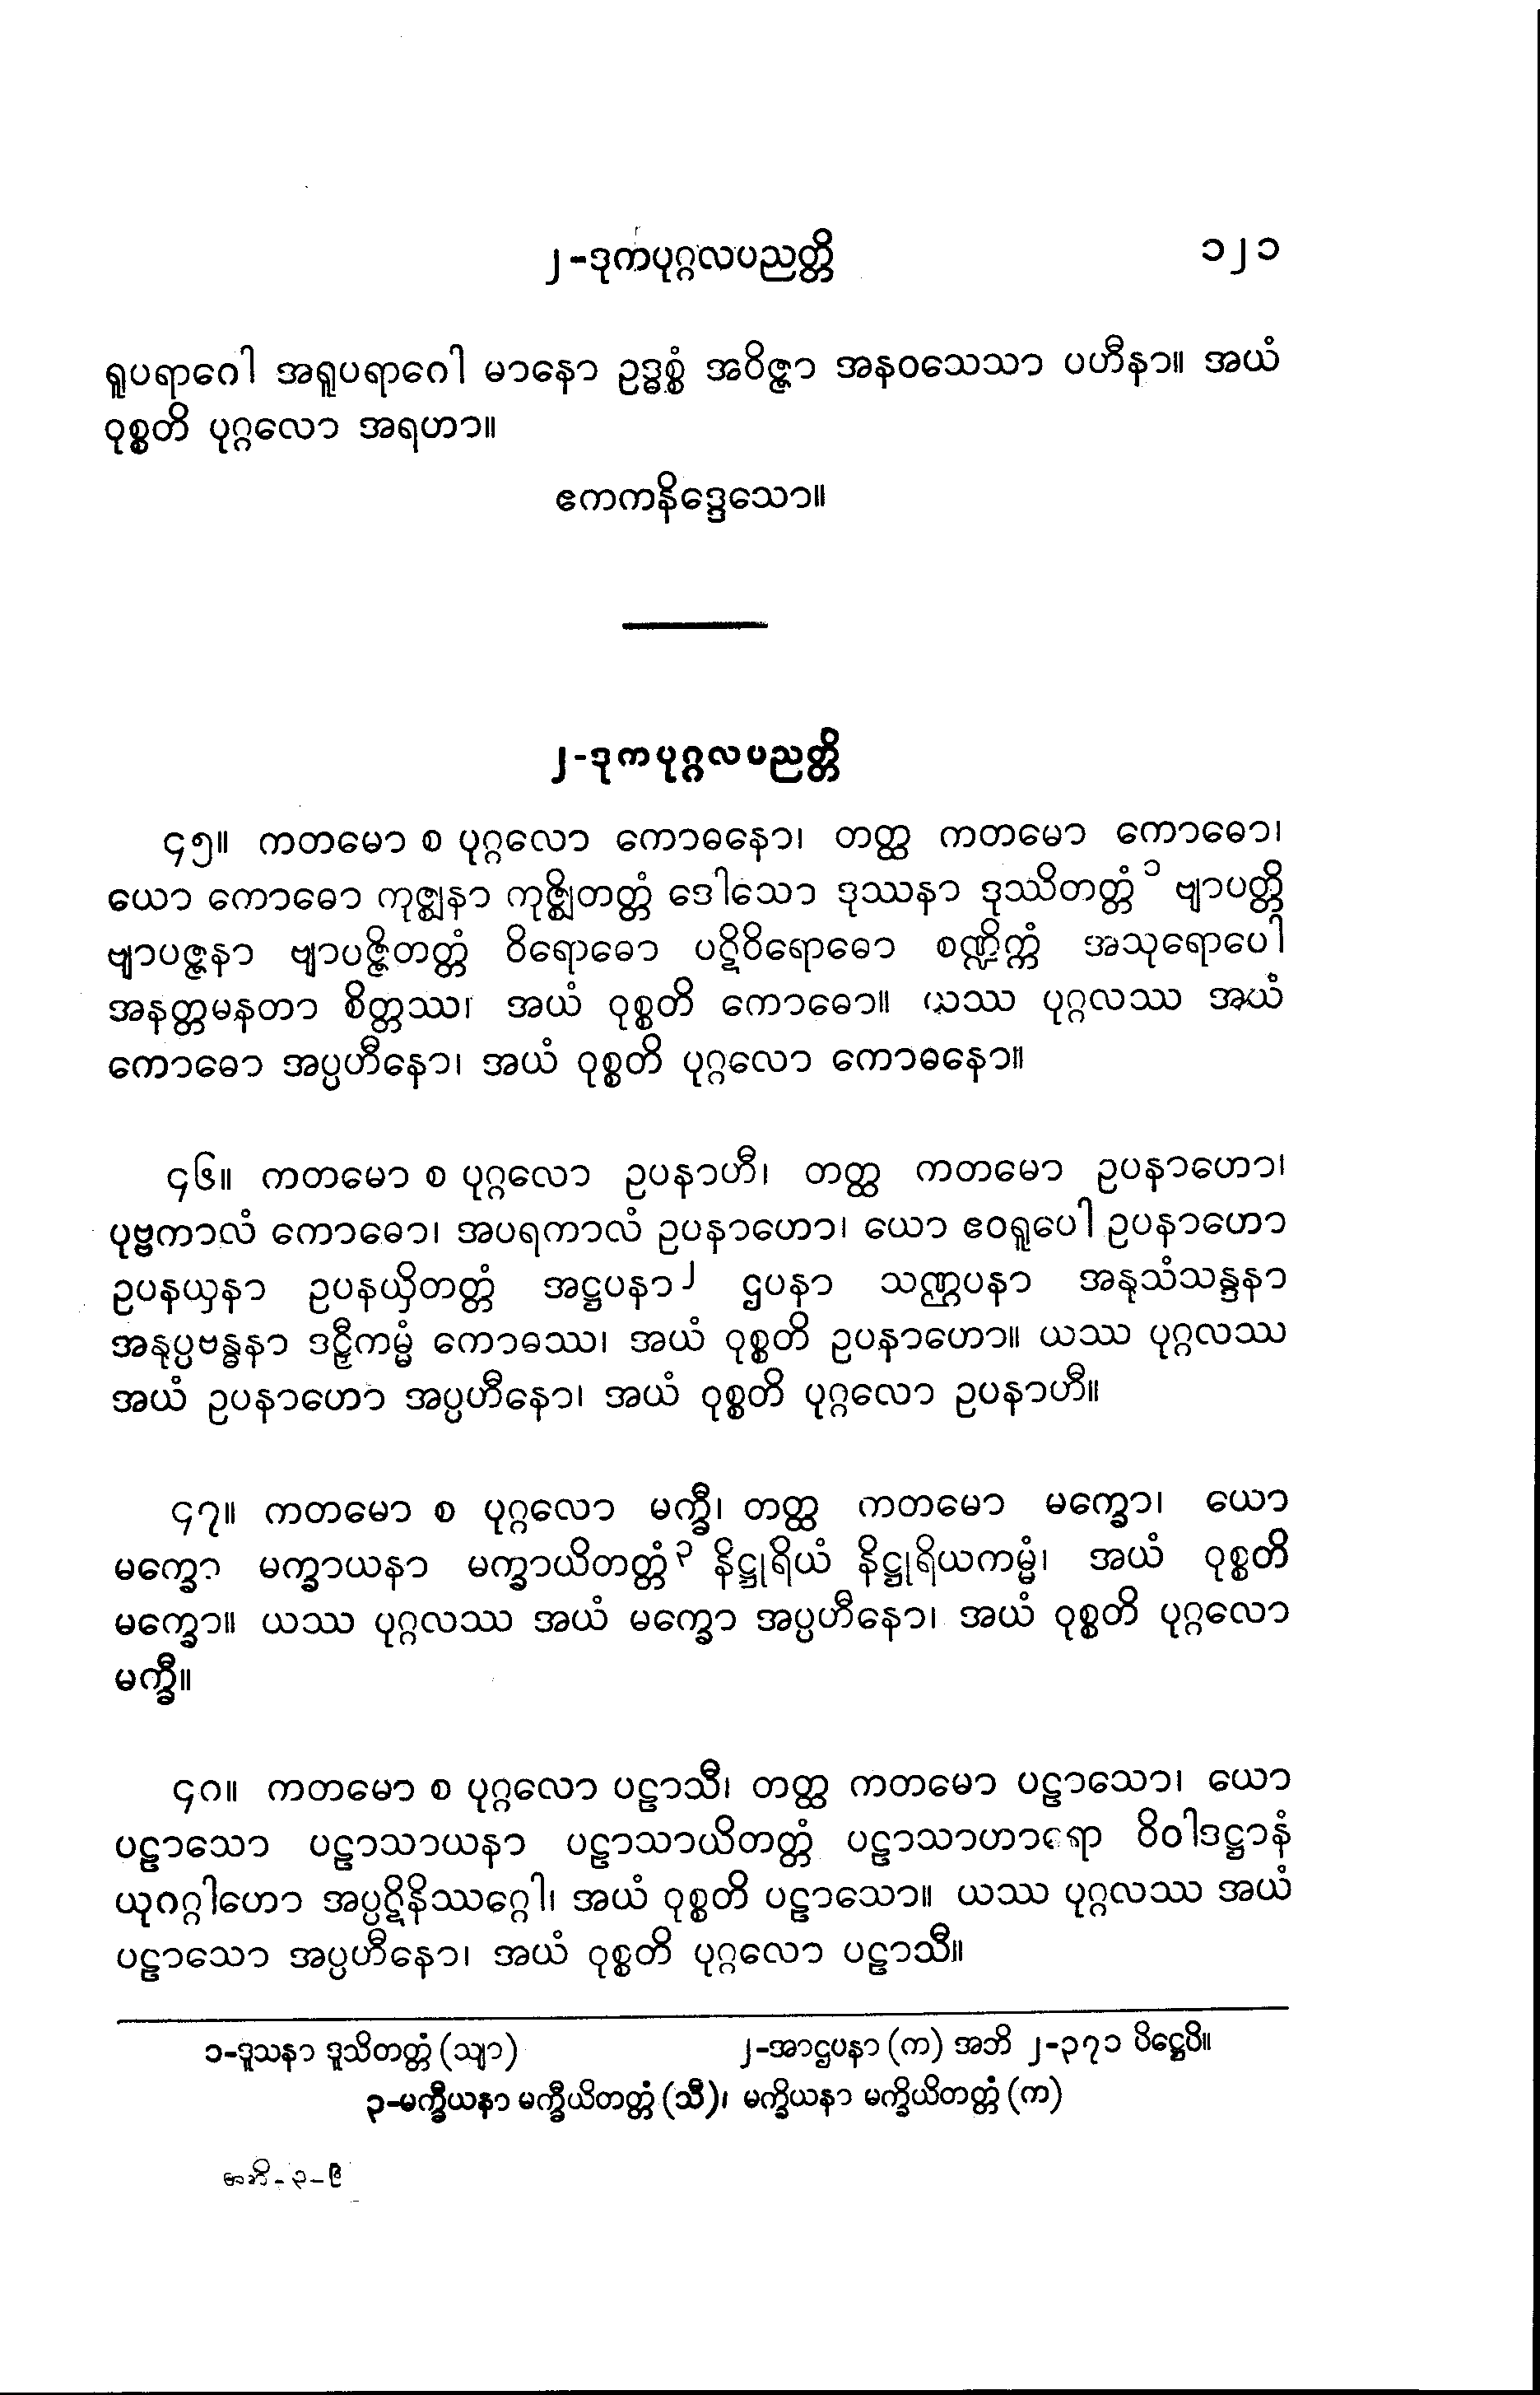 ၂-ဒုကပုဂ္ဂလပညတ္တိ ၁၂၁
ရူပရာဂေါ အရူပရာဂေါ မာနော ဥဒ္ဓစ္စံ အဝိဇ္ဇာ အနဝသေသာ ပဟီနာ။ အယံ
ဝုစ္စတိ ပုဂ္ဂလော အရဟာ။
ဧကကနိဒ္ဒေသော။
၂-ဒုကပုဂ္ဂလပညတ္တိ
၄၅။ ကတမော စ ပုဂ္ဂလော ကောဓနော၊ တတ္ထ ကတမော ကောဓော၊
ယော ကောဓော ကုဇ္ဈနာ ကုဇ္ဈိတတ္တံ ဒေါသော ဒုဿနာ ဒုဿိတတ္တံ ၁ ဗျာပတ္တိ
ဗျာပဇ္ဇနာ ဗျာပဇ္ဇိတတ္တံ ဝိရောဓော ပဋိဝိရောဓော စဏ္ဍိက္ကံ အသုရောပေါ
အနတ္တမနတာ စိတ္တဿ၊ အယံ ဝုစ္စတိ ကောဓော။ ယဿ ပုဂ္ဂလဿ အယံ
ကောဓော အပ္ပဟီနော၊ အယံ ဝုစ္စတိ ပုဂ္ဂလော ကောဓနော။
၄၆။ ကတမော စ ပုဂ္ဂလော ဥပနာဟီ၊ တတ္ထ ကတမော ဥပနာဟော၊
ပုဗ္ဗကာလံ ကောဓော၊ အပရကာလံ ဥပနာဟော၊ ယော ဧဝရူပေါ ဥပနာဟော
ဥပနယှနာ ဥပနယှိတတ္တံ အဋ္ဌပနာ ၂ ဌပနာ သဏ္ဌပနာ အနုသံသန္ဒနာ
အနုပ္ပဗန္ဓနာ ဒဠှီကမ္မံ ကောဓဿ၊ အယံ ဝုစ္စတိ ဥပနာဟော။ ယဿ ပုဂ္ဂလဿ
အယံ ဥပနာဟော အပ္ပဟီနော၊ အယံ ဝုစ္စတိ ပုဂ္ဂလော ဥပနာဟီ။
၄၇။ ကတမော စ ပုဂ္ဂလော မက္ခီ၊ တတ္ထ ကတမော မက္ခော၊ ယော
မက္ခော မက္ခာယနာ မက္ခာယိတတ္တံ ၃ နိဋ္ဌုရိယံ နိဋ္ဌုရိယကမ္မံ၊ အယံ ဝုစ္စတိ
မက္ခော။ ယဿ ပုဂ္ဂလဿ အယံ မက္ခော အပ္ပဟီနော၊ အယံ ဝုစ္စတိ ပုဂ္ဂလော
မက္ခီ။
၄၈။ ကတမော စ ပုဂ္ဂလော ပဠာသီ၊ တတ္ထ ကတမော ပဠာသော၊ ယော
ပဠာသော ပဠာသာယနာ ပဠာသာယိတတ္တံ ပဠာသာဟာရော ဝိဝါဒဋ္ဌာနံ
ယုဂဂ္ဂါဟော အပ္ပဋိနိဿဂ္ဂေါ၊ အယံ ဝုစ္စတိ ပဠာသော။ ယဿ ပုဂ္ဂလဿ အယံ
ပဠာသော အပ္ပဟီနော၊ အယံ ဝုစ္စတိ ပုဂ္ဂလော ပဠာသီ။
၁-ဒူသနာ ဒူသိတတ္တံ (သျာ) ၂-အာဌပနာ (က) အဘိ ၂-၃၇၁ ပိဋ္ဌေပိ။
၃-မက္ခီယနာ မက္ခီယိတတ္တံ (သီ)၊ မက္ခိယနာ မက္ခိယိတတ္တံ (က)
အဘိ-၃-၉